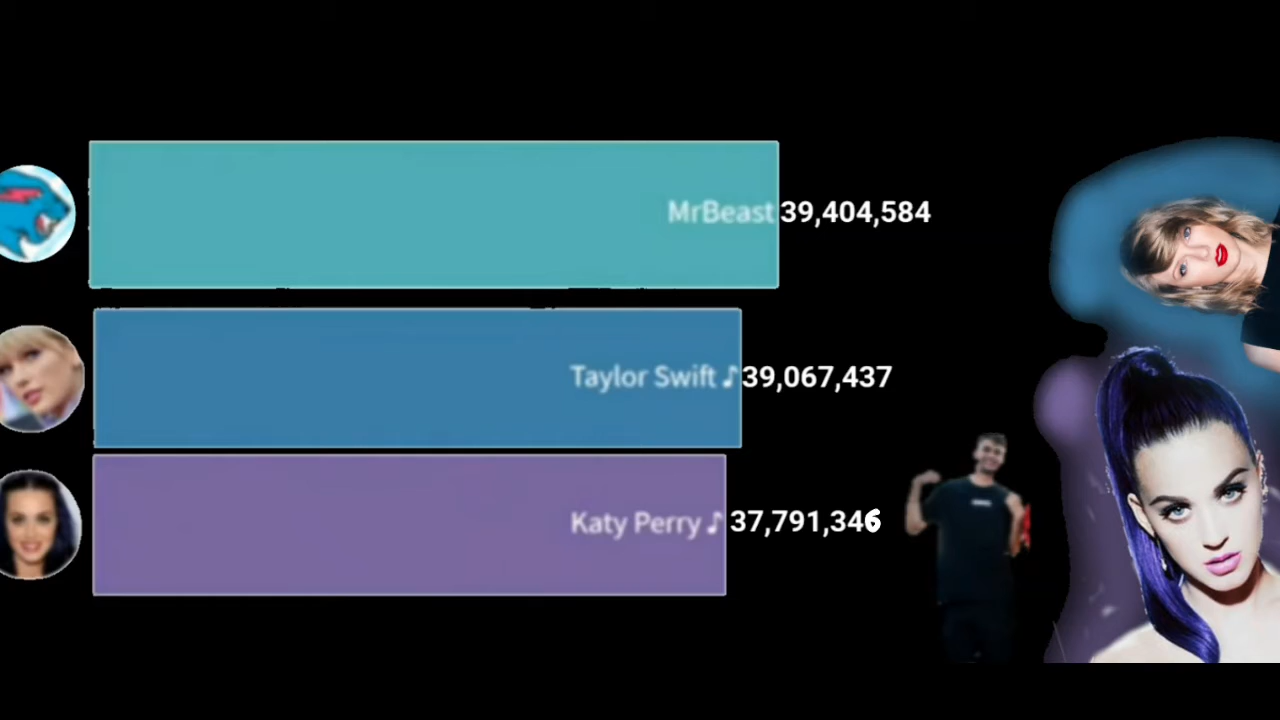 MrBeast 39,404,584
Taylor Swift ♪ 39,067,437
Katy Perry ♪ 37,791,346